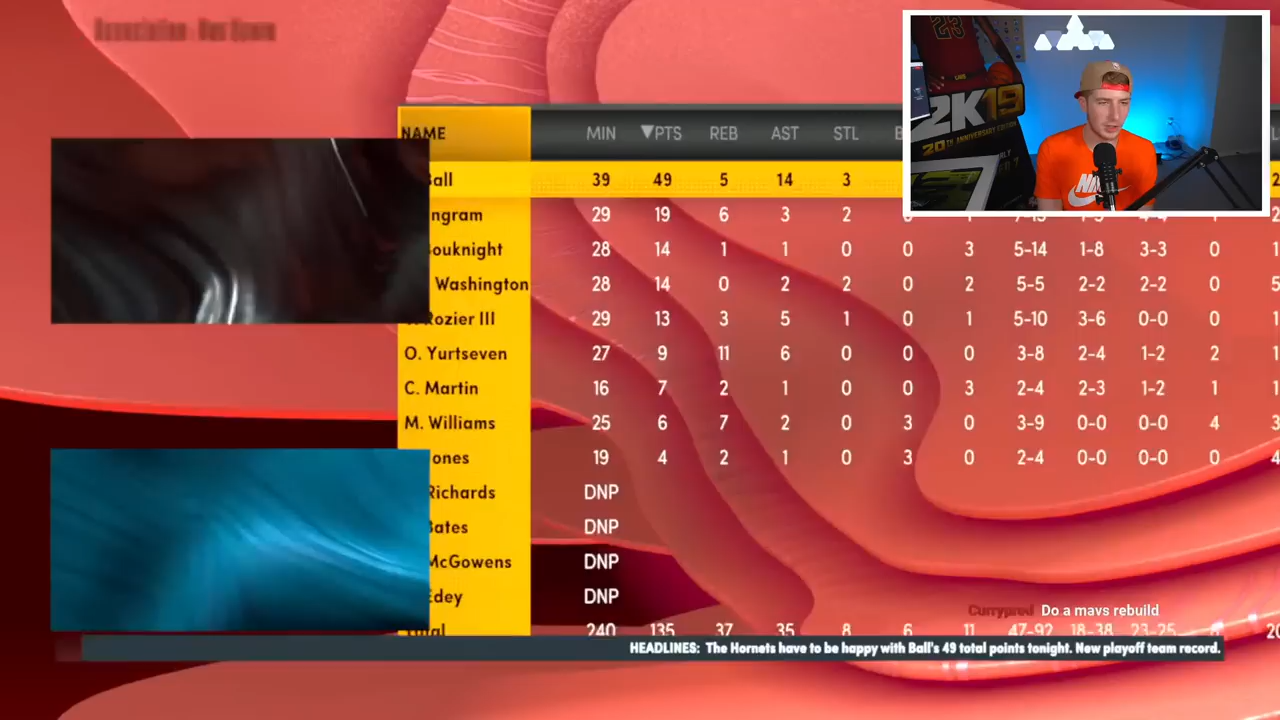 23
2K19
20TH ANNIVERSARY EDITION
NAME MIN ▼PTS REB AST STL
Ball 39 49 5 14 3
ngram 29 19 6 3 2
Bouknight 28 14 1 1 0 0 3 5-14 1-8 3-3 0
Washington 28 14 0 2 2 0 2 5-5 2-2 2-2 0
Rozier III 29 13 3 5 1 0 1 5-10 3-6 0-0 0
O. Yurtseven 27 9 11 6 0 0 0 3-8 2-4 1-2 2
C. Martin 16 7 2 1 0 0 3 2-4 2-3 1-2 1
M. Williams 25 6 7 2 0 3 0 3-9 0-0 0-0 4
ones 19 4 2 1 0 3 0 2-4 0-0 0-0 0
Richards DNP
Bates DNP
McGowens DNP
Edey DNP
Currypred Do a mavs rebuild
Total 240 135 37 35 8 6 11 47-92 18-38 23-25
HEADLINES: The Hornets have to be happy with Ball's 49 total points tonight. New playoff team record.